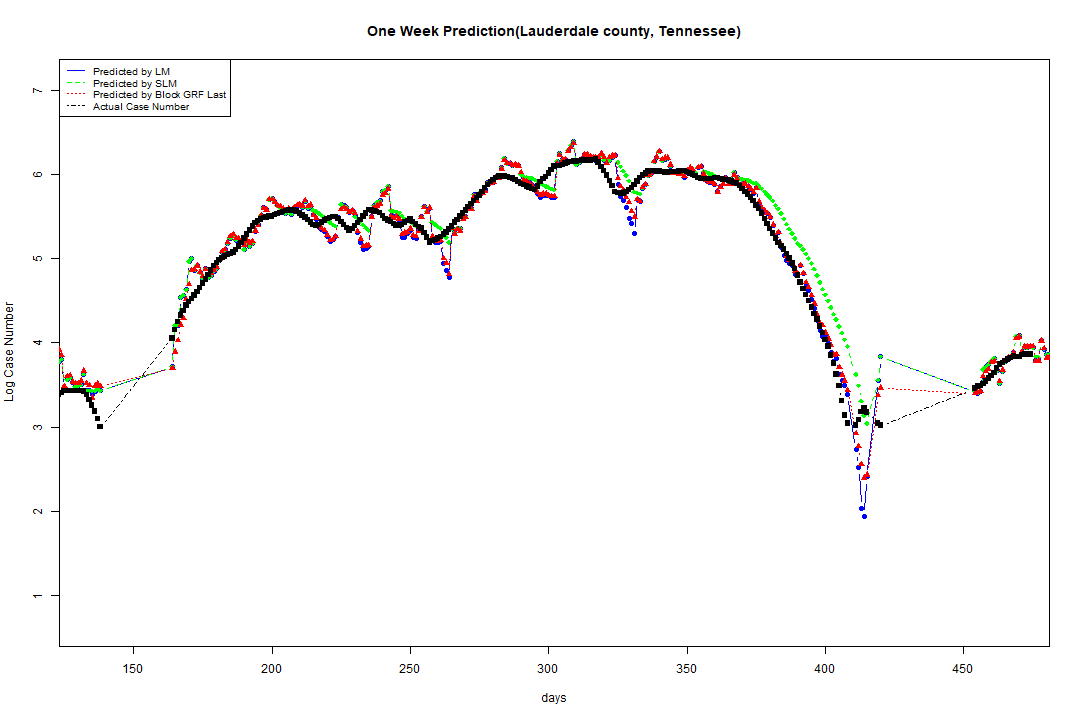 One Week Prediction(Lauderdale county, Tennessee)
Predicted by LM
Predicted by SLM
Predicted by Block GRF Last
Actual Case Number
7
6
5
4
3
2
1
Log Case Number
150
200
250
300
350
400
450
days